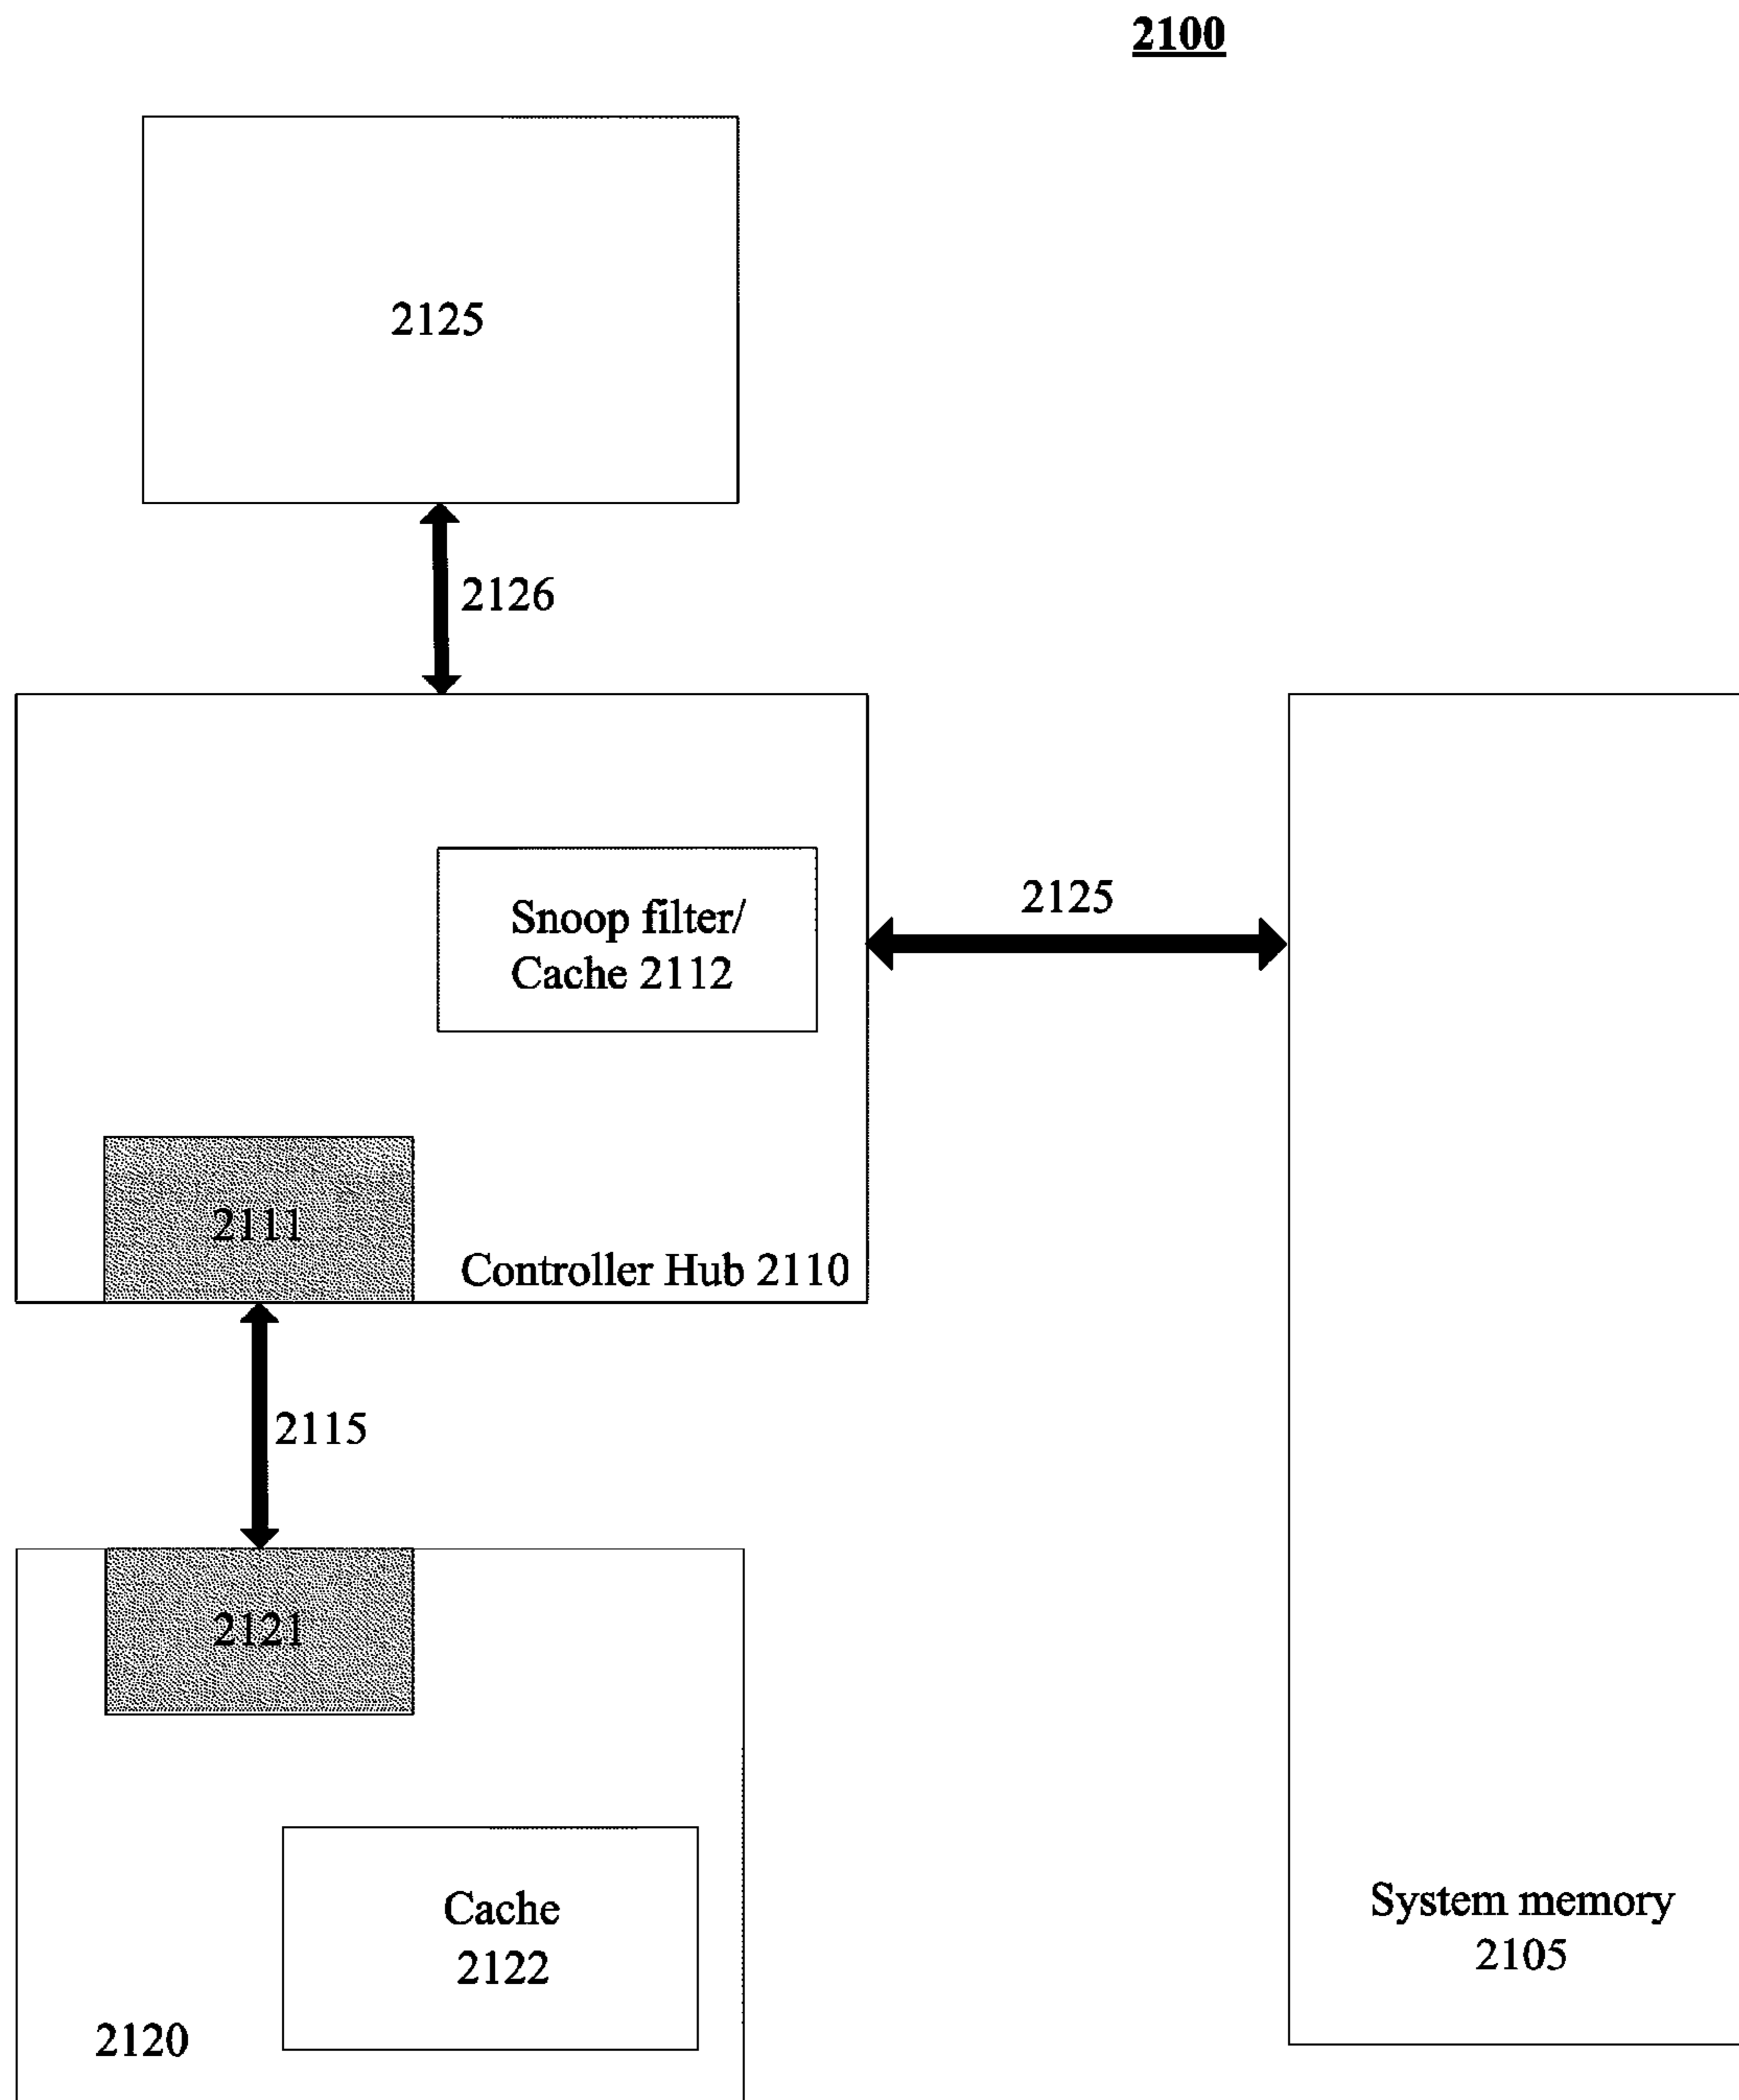 2100
2125
2126
Snoop filter/
Cache 2112
2125
2111
Controller Hub 2110
2115
2121
Cache
2122
2120
System memory
2105